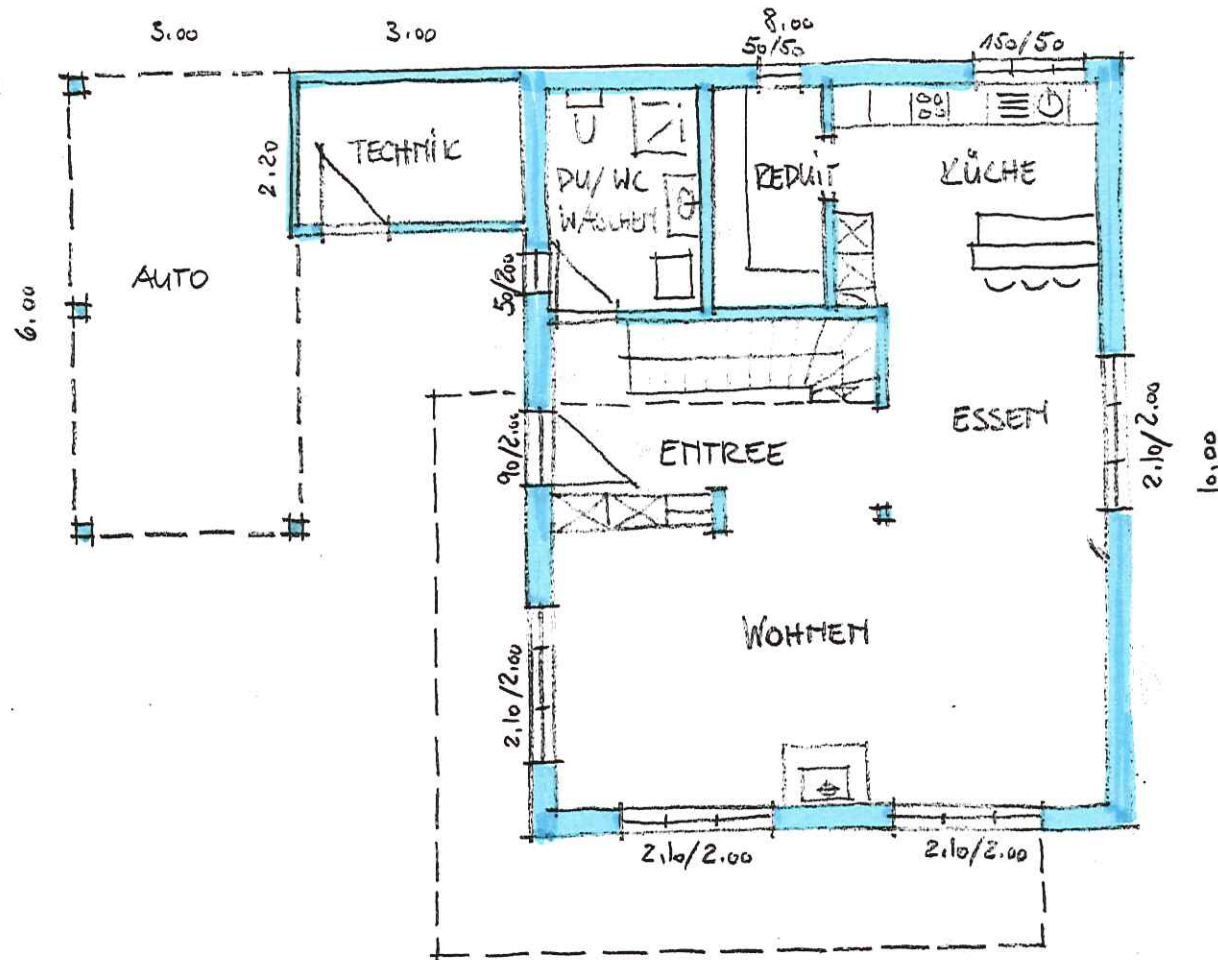 3.00
3.00
8.00
50/50
150/50
2.20
TECHNIK
DU/WC
WASCHEN
REDUIT
KÜCHE
AUTO
6.00
50/200
ENTREE
ESSEN
90/2.00
2.10/2.00
10.00
WOHNEN
2.10/2.00
2.10/2.00
2.10/2.00